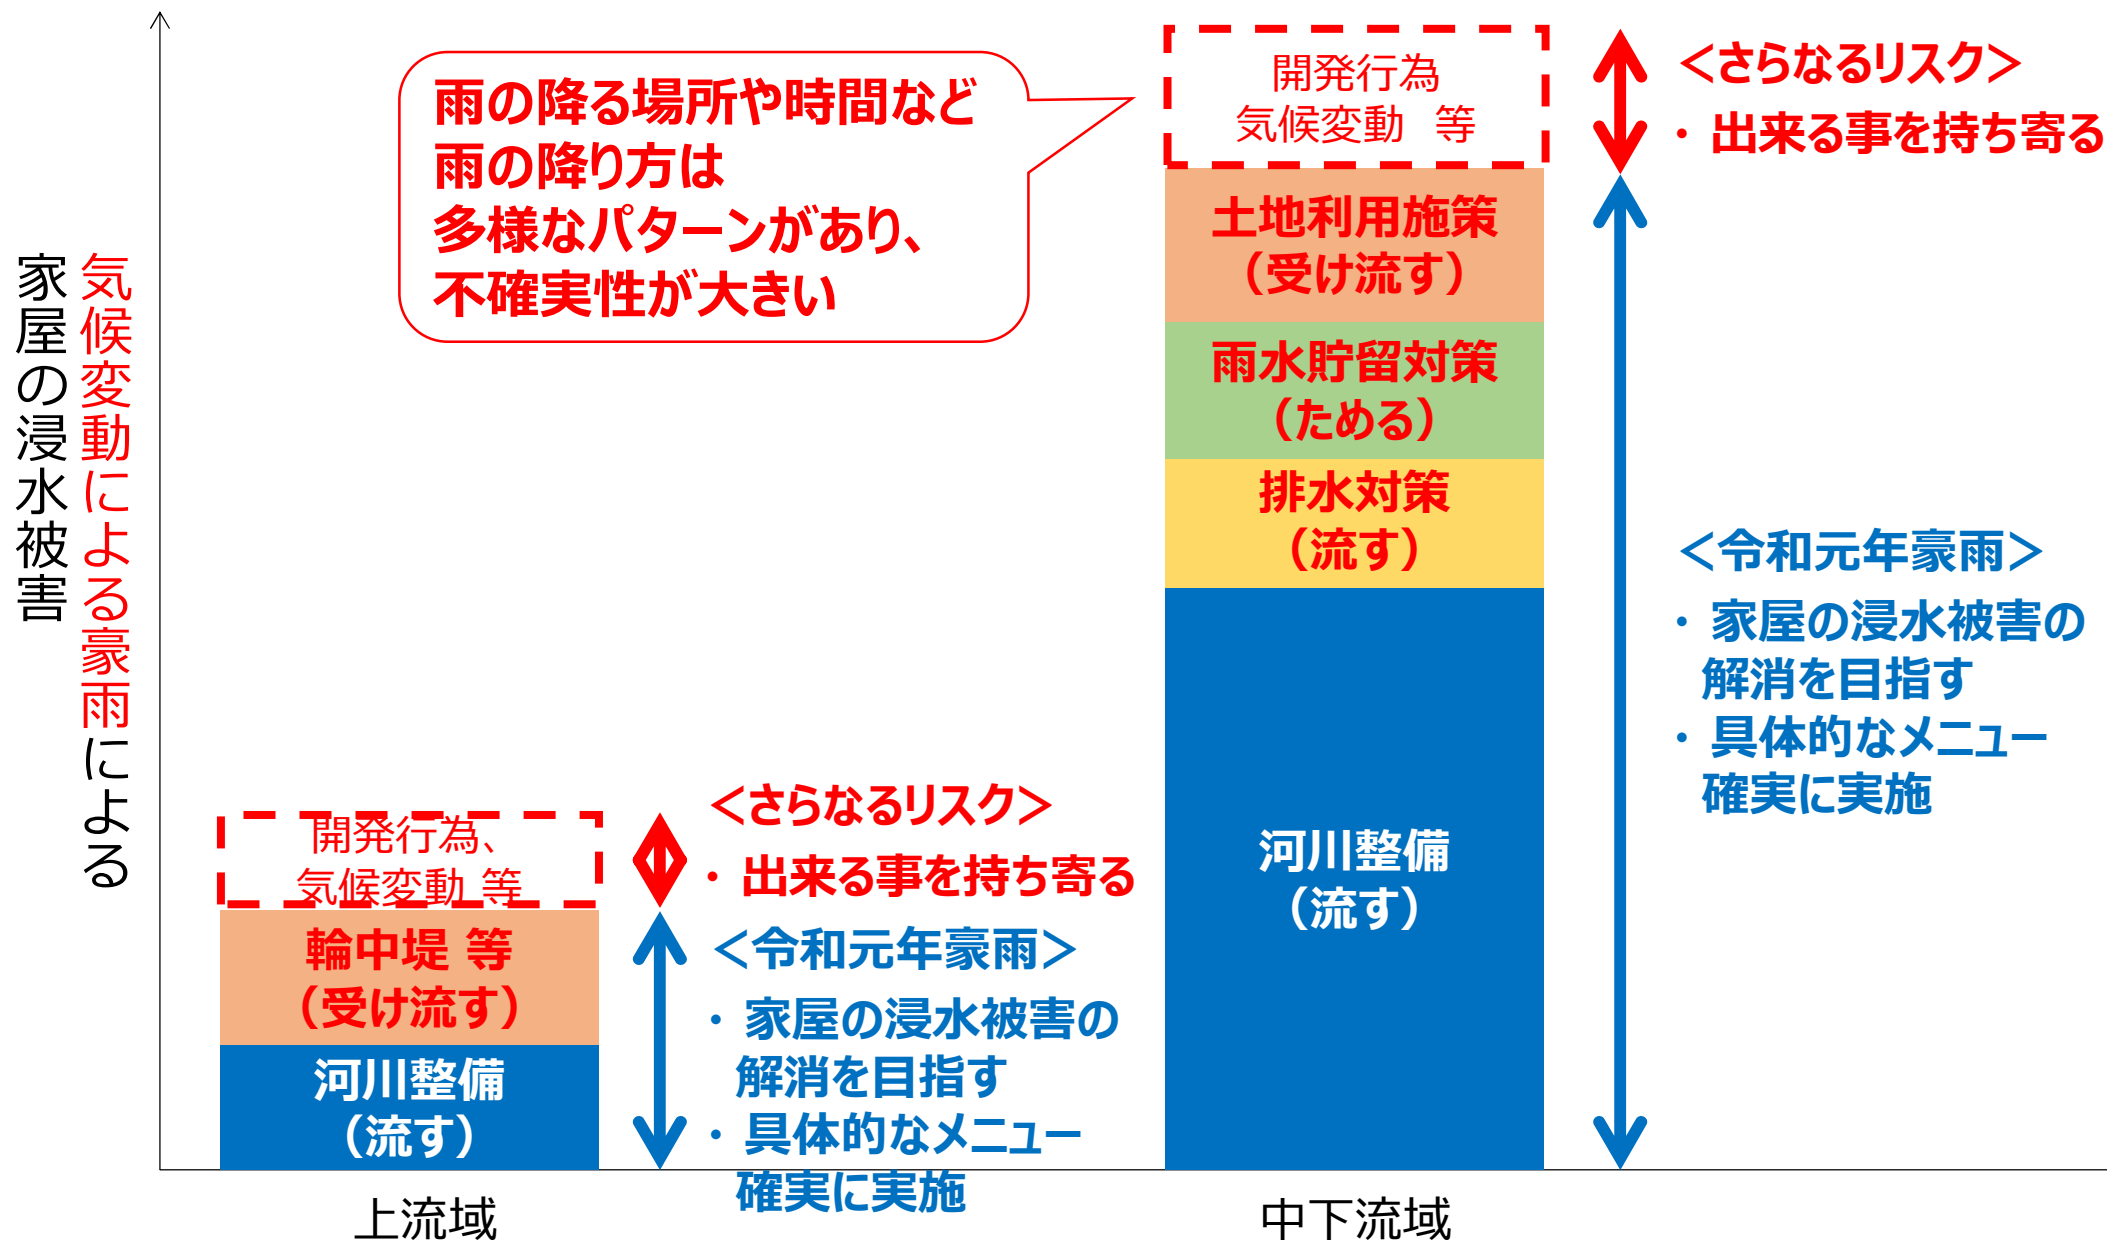 気候変動による豪雨による
家屋の浸水被害
雨の降る場所や時間など
雨の降り方は
多様なパターンがあり、
不確実性が大きい
開発行為
気候変動 等
土地利用施策
（受け流す）
雨水貯留対策
（ためる）
排水対策
（流す）
河川整備
（流す）
＜さらなるリスク＞
・出来る事を持ち寄る
＜令和元年豪雨＞
・家屋の浸水被害の
解消を目指す
・具体的なメニュー
確実に実施
開発行為、
気候変動 等
輪中堤 等
（受け流す）
河川整備
（流す）
＜さらなるリスク＞
・出来る事を持ち寄る
＜令和元年豪雨＞
・家屋の浸水被害の
解消を目指す
・具体的なメニュー
確実に実施
上流域
中下流域